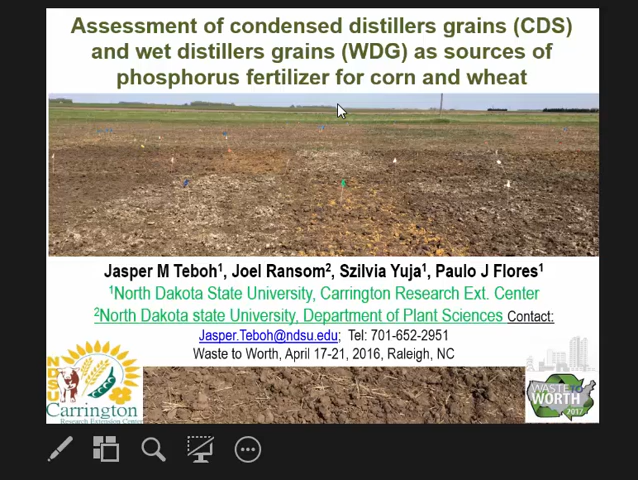 Assessment of condensed distillers grains (CDS)
and wet distillers grains (WDG) as sources of
phosphorus fertilizer for corn and wheat
Jasper M Teboh1, Joel Ransom2, Szilvia Yuja1, Paulo J Flores1
1North Dakota State University, Carrington Research Ext. Center
2North Dakota state University, Department of Plant Sciences Contact:
Jasper.Teboh@ndsu.edu; Tel: 701-652-2951
Waste to Worth, April 17-21, 2016, Raleigh, NC
NDSU
Carrington
Research Extension Center
WASTE to
WORTH
2017